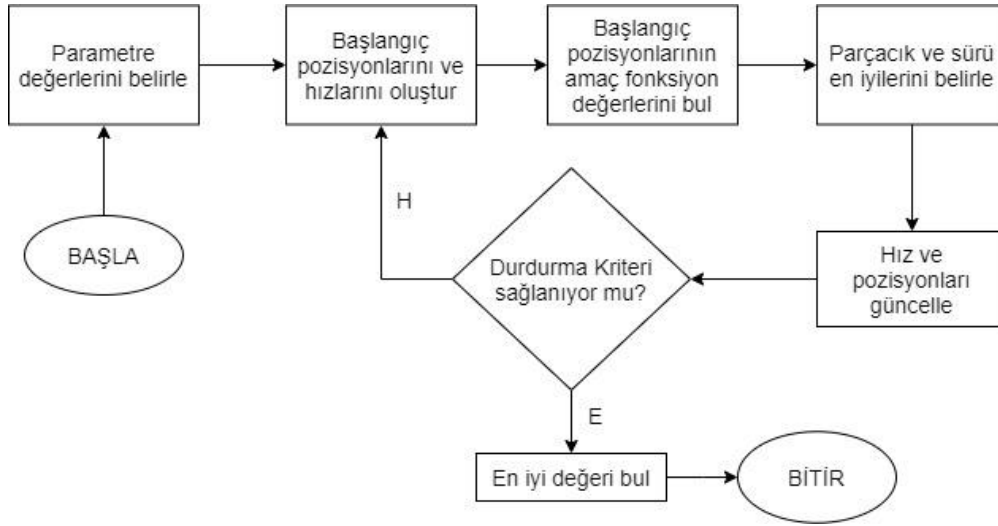 Parametre
değerlerini belirle
Başlangıç
pozisyonlarını ve
hızlarını oluştur
Başlangıç
pozisyonlarının
amaç fonksiyon
değerlerini bul
Parçacık ve sürü
en iyilerini belirle
H
BAŞLA
Durdurma Kriteri
sağlanıyor mu?
Hız ve
pozisyonları
güncelle
E
En iyi değeri bul
BİTİR